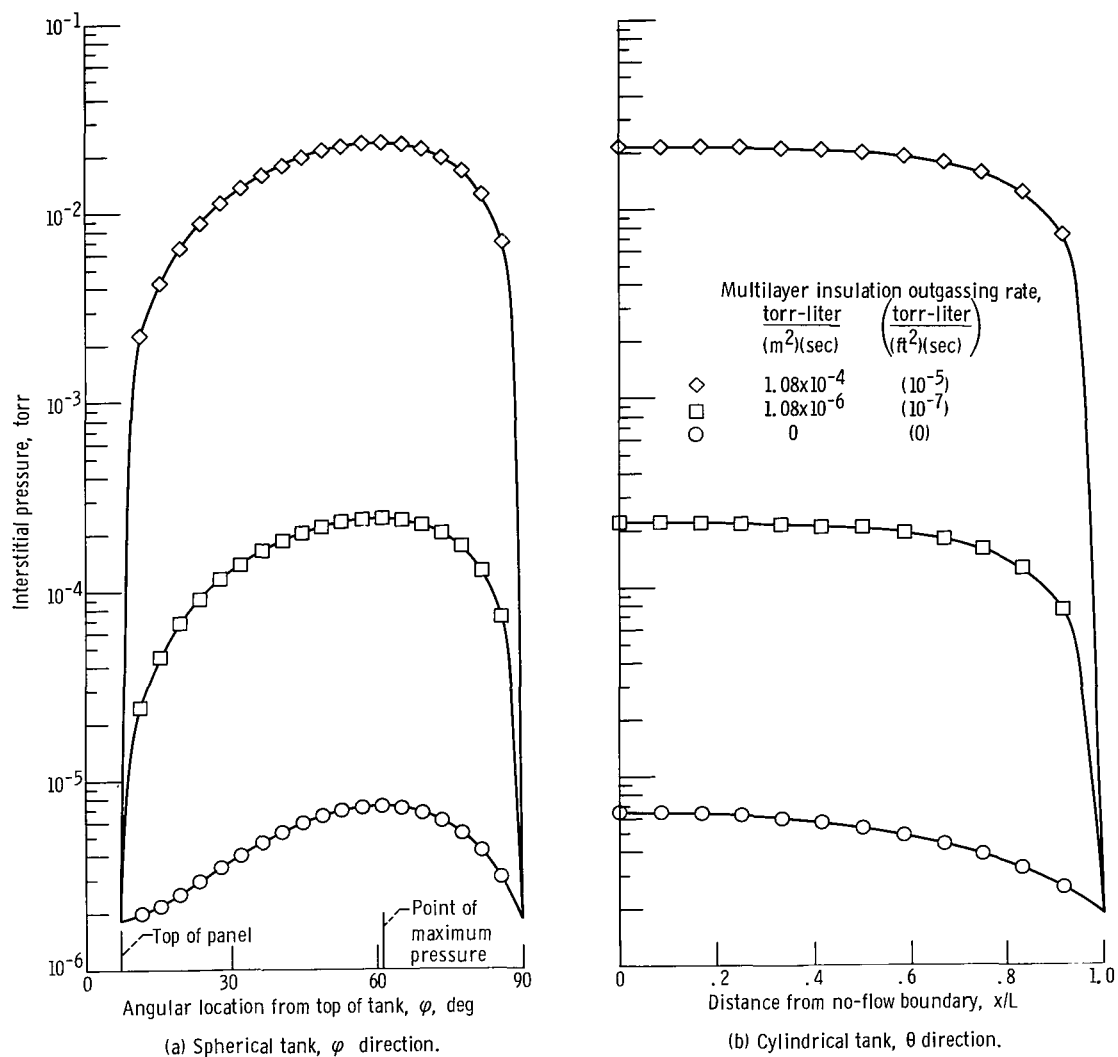 10⁻¹
10⁻²
10⁻³
10⁻⁴
10⁻⁵
10⁻⁶
Interstitial pressure, torr
Top of panel
Point of
maximum
pressure
0 30 60 90
Angular location from top of tank, φ, deg
(a) Spherical tank, φ direction.
Multilayer insulation outgassing rate,
torr-liter (torr-liter)
(m²)(sec) ((ft²)(sec))
1.08x10⁻⁴ (10⁻⁵)
1.08x10⁻⁶ (10⁻⁷)
0 (0)
0 .2 .4 .6 .8 1.0
Distance from no-flow boundary, x/L
(b) Cylindrical tank, θ direction.